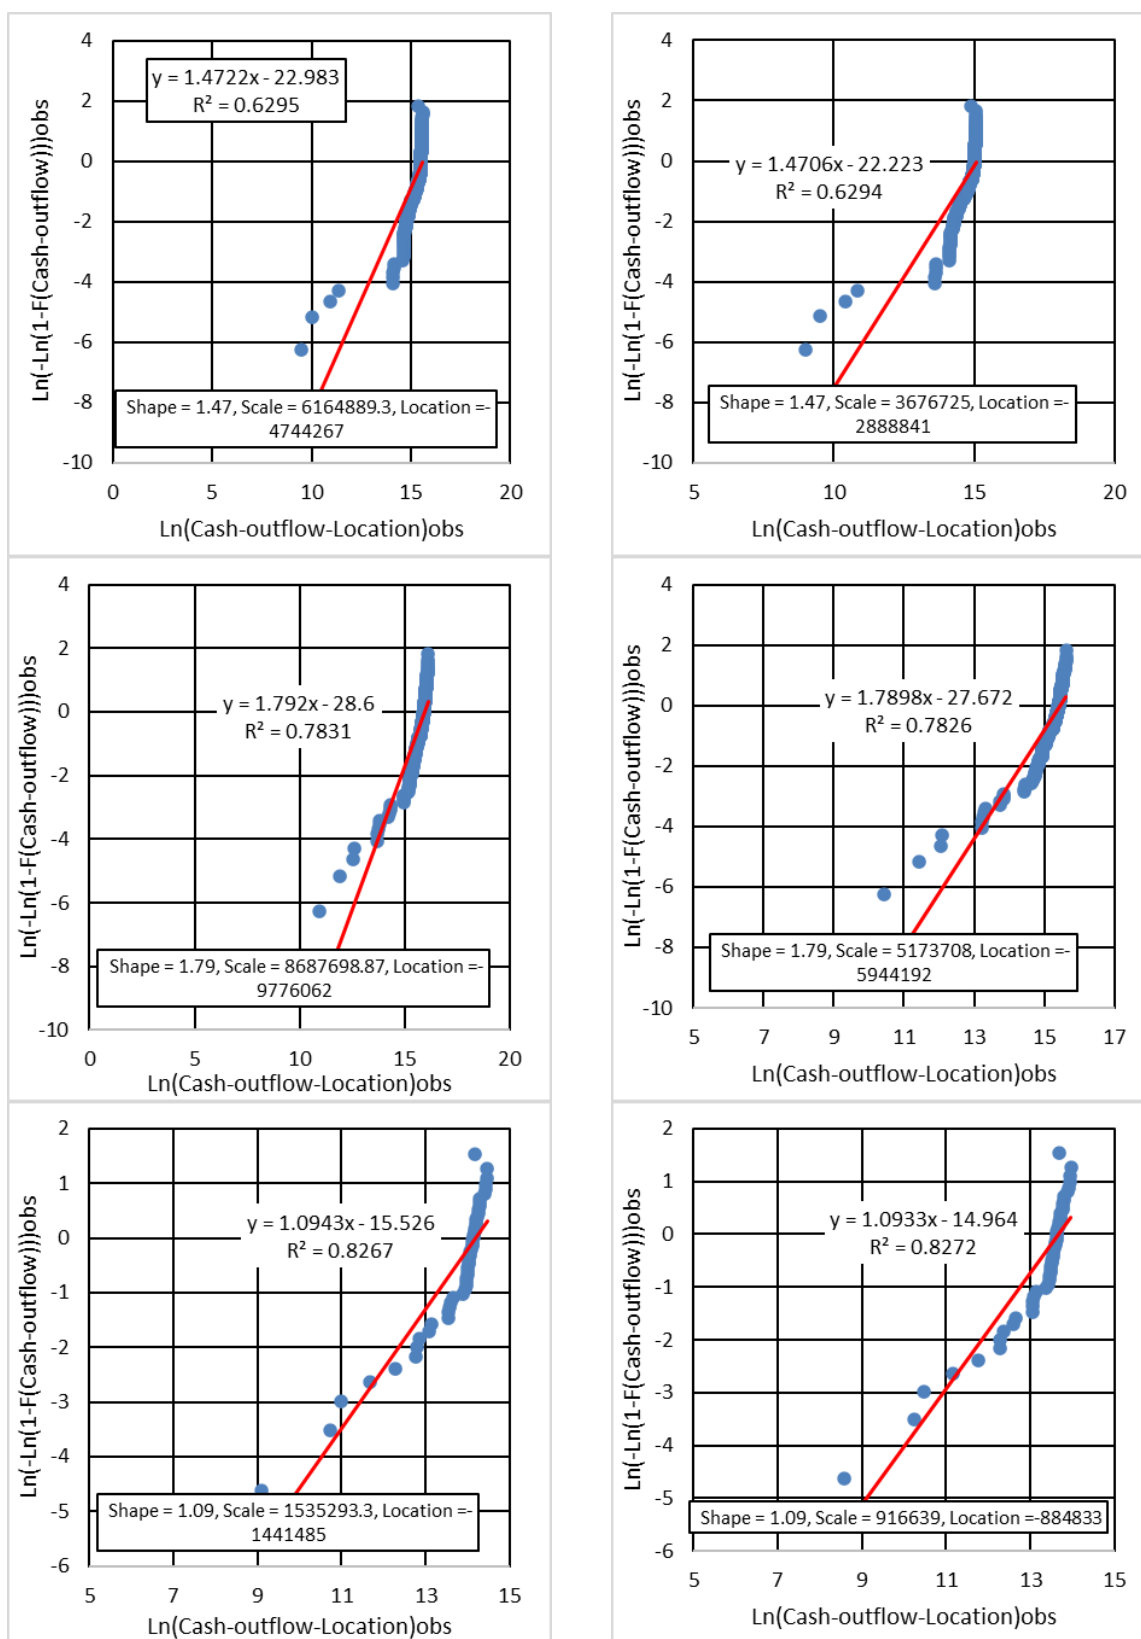 4
2
0
-2
-4
-6
-8
-10
Ln(-Ln(1-F(Cash-outflow)))obs
y = 1.4722x - 22.983
R² = 0.6295
Shape = 1.47, Scale = 6164889.3, Location =-
4744267
0 5 10 15 20
Ln(Cash-outflow-Location)obs
4
2
0
-2
-4
-6
-8
-10
Ln(-Ln(1-F(Cash-outflow)))obs
y = 1.4706x - 22.223
R² = 0.6294
Shape = 1.47, Scale = 3676725, Location =-
2888841
5 10 15 20
Ln(Cash-outflow-Location)obs
4
2
0
-2
-4
-6
-8
-10
Ln(-Ln(1-F(Cash-outflow)))obs
y = 1.792x - 28.6
R² = 0.7831
Shape = 1.79, Scale = 8687698.87, Location =-
9776062
0 5 10 15 20
Ln(Cash-outflow-Location)obs
4
2
0
-2
-4
-6
-8
-10
Ln(-Ln(1-F(Cash-outflow)))obs
y = 1.7898x - 27.672
R² = 0.7826
Shape = 1.79, Scale = 5173708, Location =-
5944192
5 7 9 11 13 15 17
Ln(Cash-outflow-Location)obs
2
1
0
-1
-2
-3
-4
-5
-6
Ln(-Ln(1-F(Cash-outflow)))obs
y = 1.0943x - 15.526
R² = 0.8267
Shape = 1.09, Scale = 1535293.3, Location =-
1441485
5 7 9 11 13 15
Ln(Cash-outflow-Location)obs
2
1
0
-1
-2
-3
-4
-5
-6
Ln(-Ln(1-F(Cash-outflow)))obs
y = 1.0933x - 14.964
R² = 0.8272
Shape = 1.09, Scale = 916639, Location =-884833
5 7 9 11 13 15
Ln(Cash-outflow-Location)obs